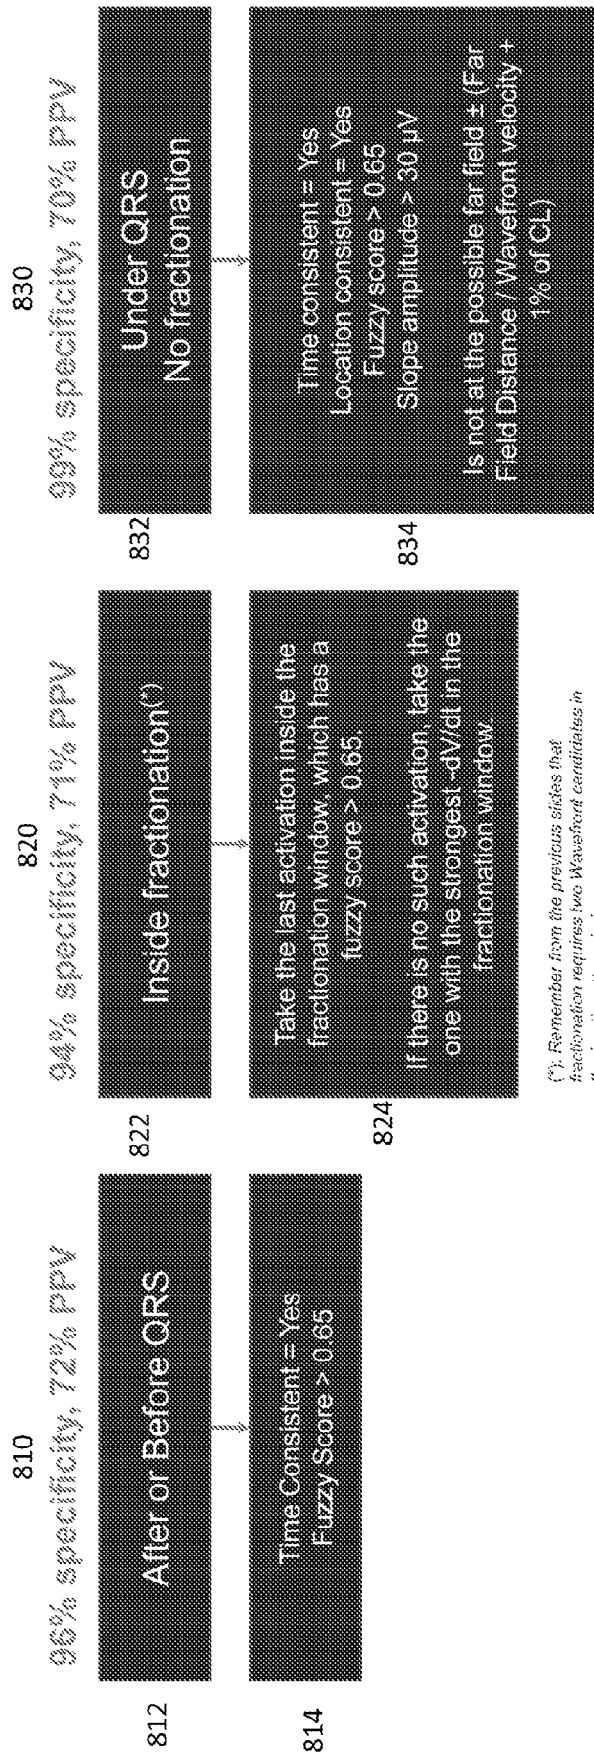 810
96% specificity, 72% PPV
812
After or Before QRS
814
Time Consistent = Yes
Fuzzy Score > 0.65
820
94% specificity, 71% PPV
822
Inside fractionation(*)
824
Take the last activation inside the
fractionation window, which has a
fuzzy score > 0.65.
If there is no such activation, take the
one with the strongest -dV/dt in the
fractionation window
(*): Remember from the previous slides that
fractionation requires two Wavefront candidates in
830
99% specificity, 70% PPV
832
Under QRS
No fractionation
834
Time consistent = Yes
Location consistent = Yes
Fuzzy score > 0.65
Slope amplitude > 30 µV
Is not at the possible far field ± (Far
Field Distance / Wavefront velocity +
1% of CL)